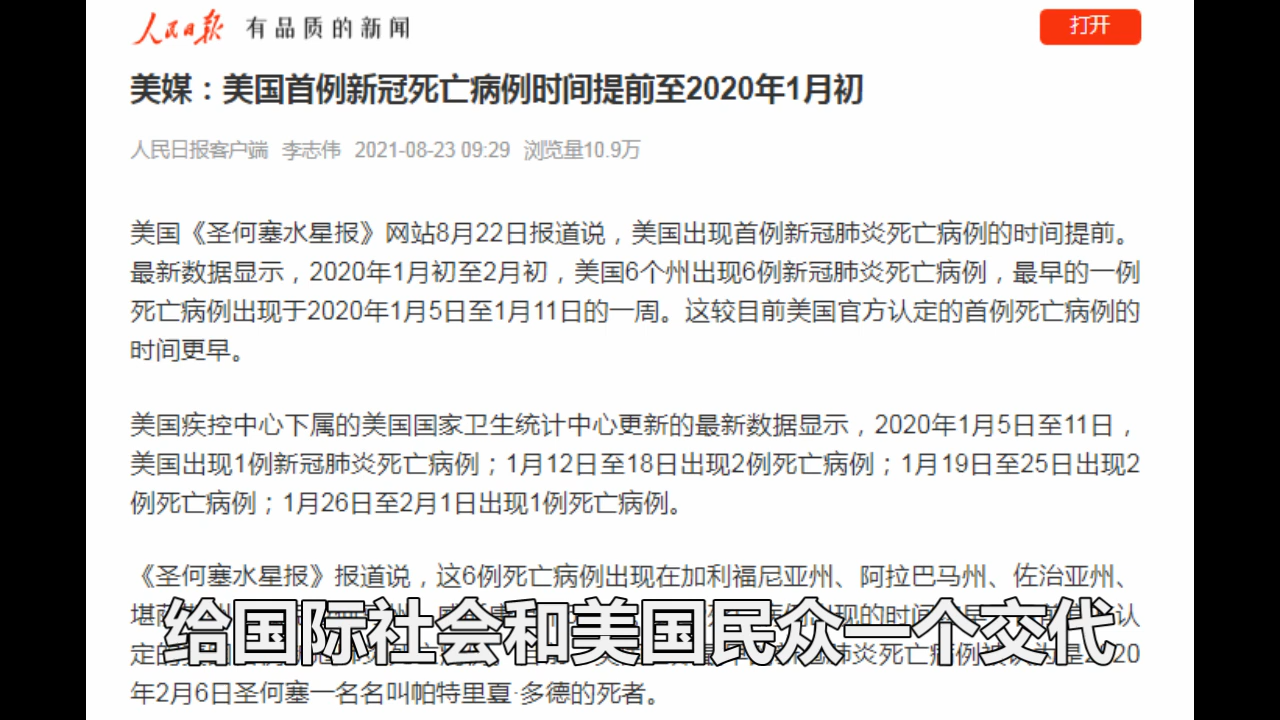 人民日报 有品质的新闻
打开
美媒：美国首例新冠死亡病例时间提前至2020年1月初
人民日报客户端 李志伟 2021-08-23 09:29 浏览量10.9万
美国《圣何塞水星报》网站8月22日报道说，美国出现首例新冠肺炎死亡病例的时间提前。
最新数据显示，2020年1月初至2月初，美国6个州出现6例新冠肺炎死亡病例，最早的一例
死亡病例出现于2020年1月5日至1月11日的一周。这较目前美国官方认定的首例死亡病例的
时间更早。
美国疾控中心下属的美国国家卫生统计中心更新的最新数据显示，2020年1月5日至11日，
美国出现1例新冠肺炎死亡病例；1月12日至18日出现2例死亡病例；1月19日至25日出现2
例死亡病例；1月26日至2月1日出现1例死亡病例。
《圣何塞水星报》报道说，这6例死亡病例出现在加利福尼亚州、阿拉巴马州、佐治亚州、
堪
给国际社会和美国民众一个交代
定的
年2月6日圣何塞一名名叫帕特里夏·多德的死者。